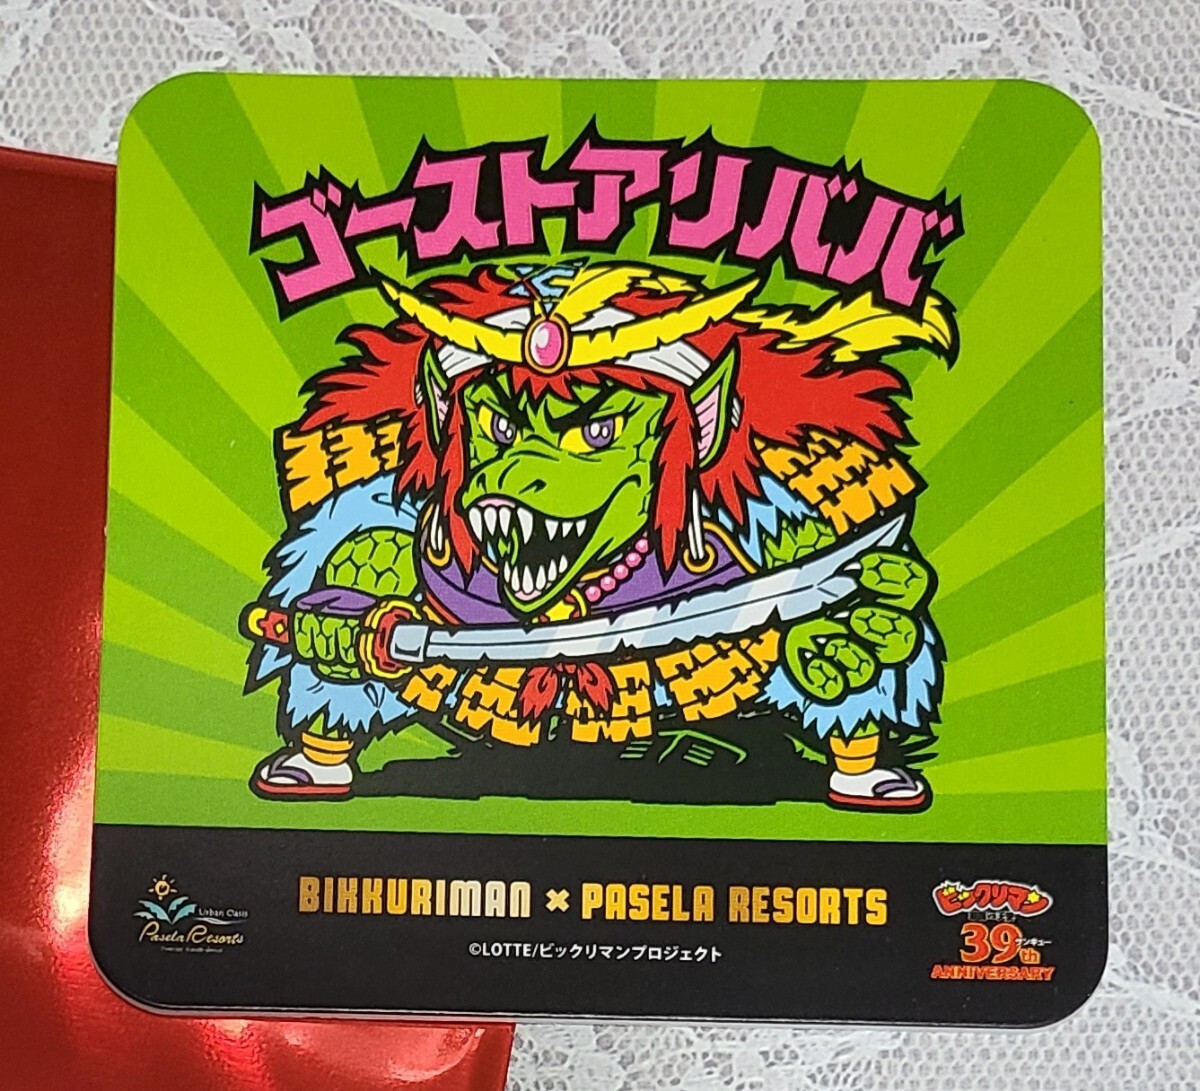 ゴーストアリババ
BIKKURIMAN × PASELA RESORTS
©LOTTE/ビックリマンプロジェクト
Urban Oasis
Pasela Resorts
ビックリマン
39th
サンキュー
ANNIVERSARY